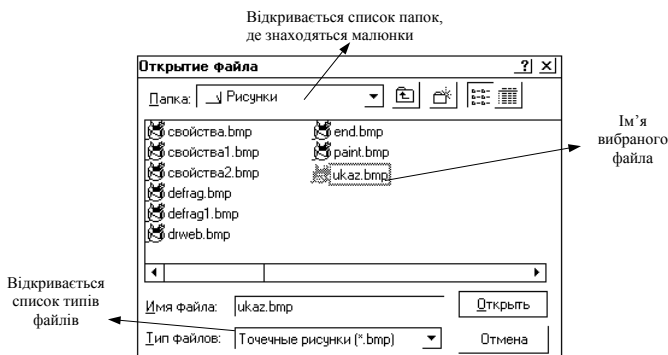 Відкривається список папок,
де знаходяться малюнки
Открытие файла
Папка: Рисунки
свойства.bmp
свойства1.bmp
свойства2.bmp
defrag.bmp
defrag1.bmp
drweb.bmp
end.bmp
paint.bmp
ukaz.bmp
Ім’я
вибраного
файла
Відкривається
список типів
файлів
Имя файла: ukaz.bmp
Открыть
Тип файлов: Точечные рисунки (*.bmp)
Отмена